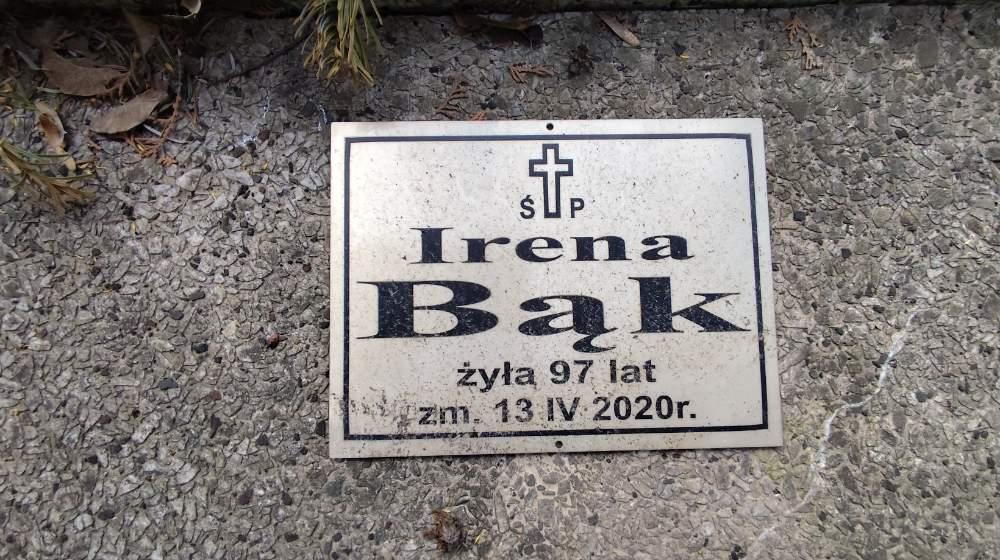 Ś P
Irena
Bąk
żyła 97 lat
zm. 13 IV 2020r.